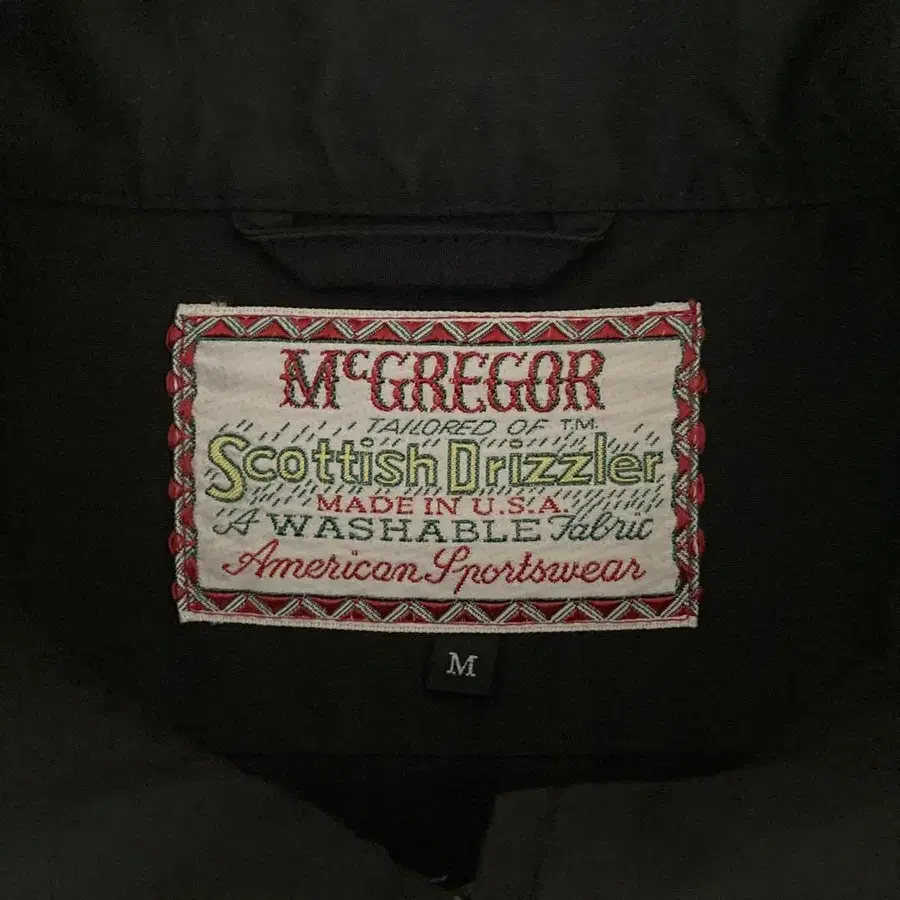 McGREGOR
TAILORED OF T.M.
Scottish Drizzler
MADE IN U.S.A.
A WASHABLE Fabric
American Sportswear
M